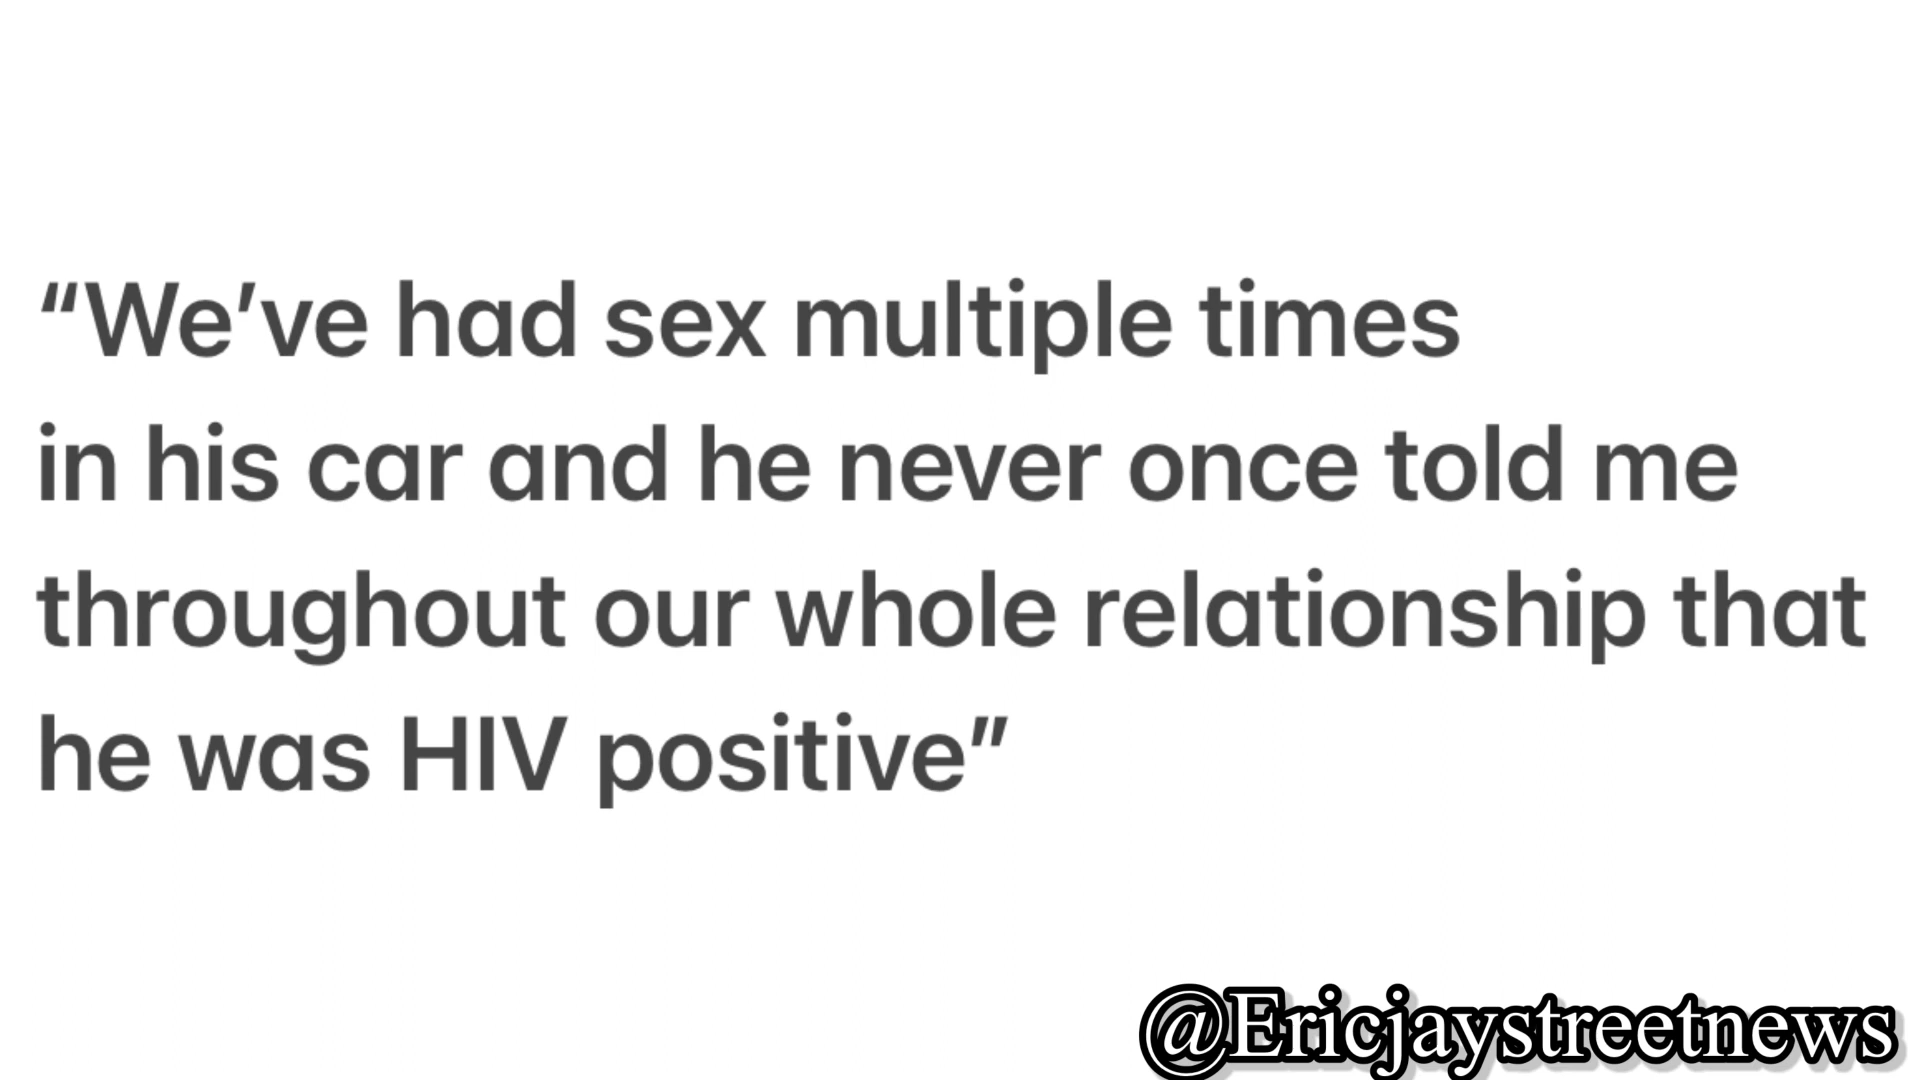 “We’ve had sex multiple times
in his car and he never once told me
throughout our whole relationship that
he was HIV positive”
@Ericjaystreetnews